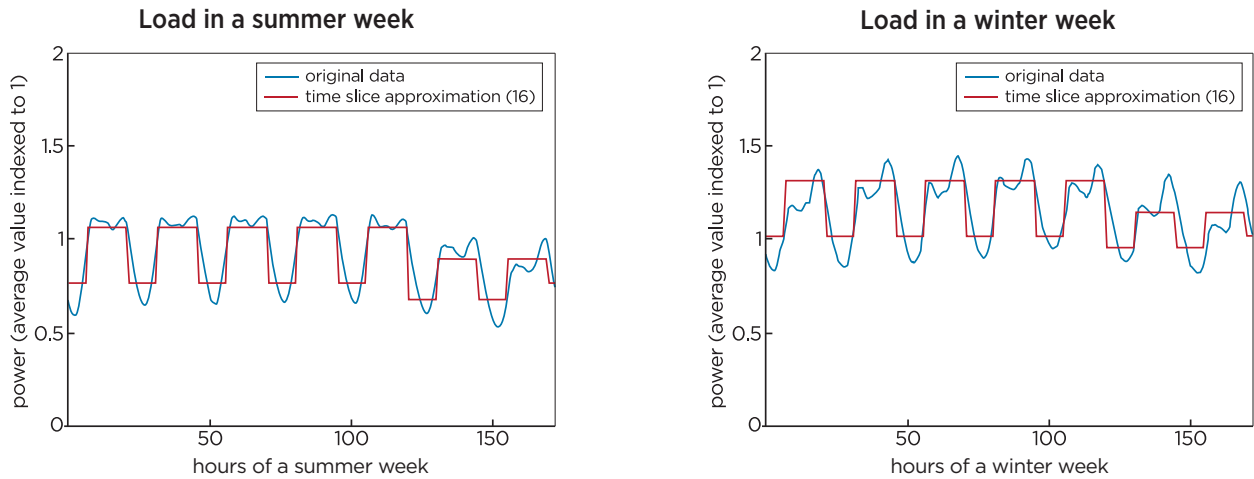 Load in a summer week
2
original data
time slice approximation (16)
1.5
1
0.5
0
power (average value indexed to 1)
50
100
150
hours of a summer week
Load in a winter week
2
original data
time slice approximation (16)
1.5
1
0.5
0
power (average value indexed to 1)
50
100
150
hours of a winter week